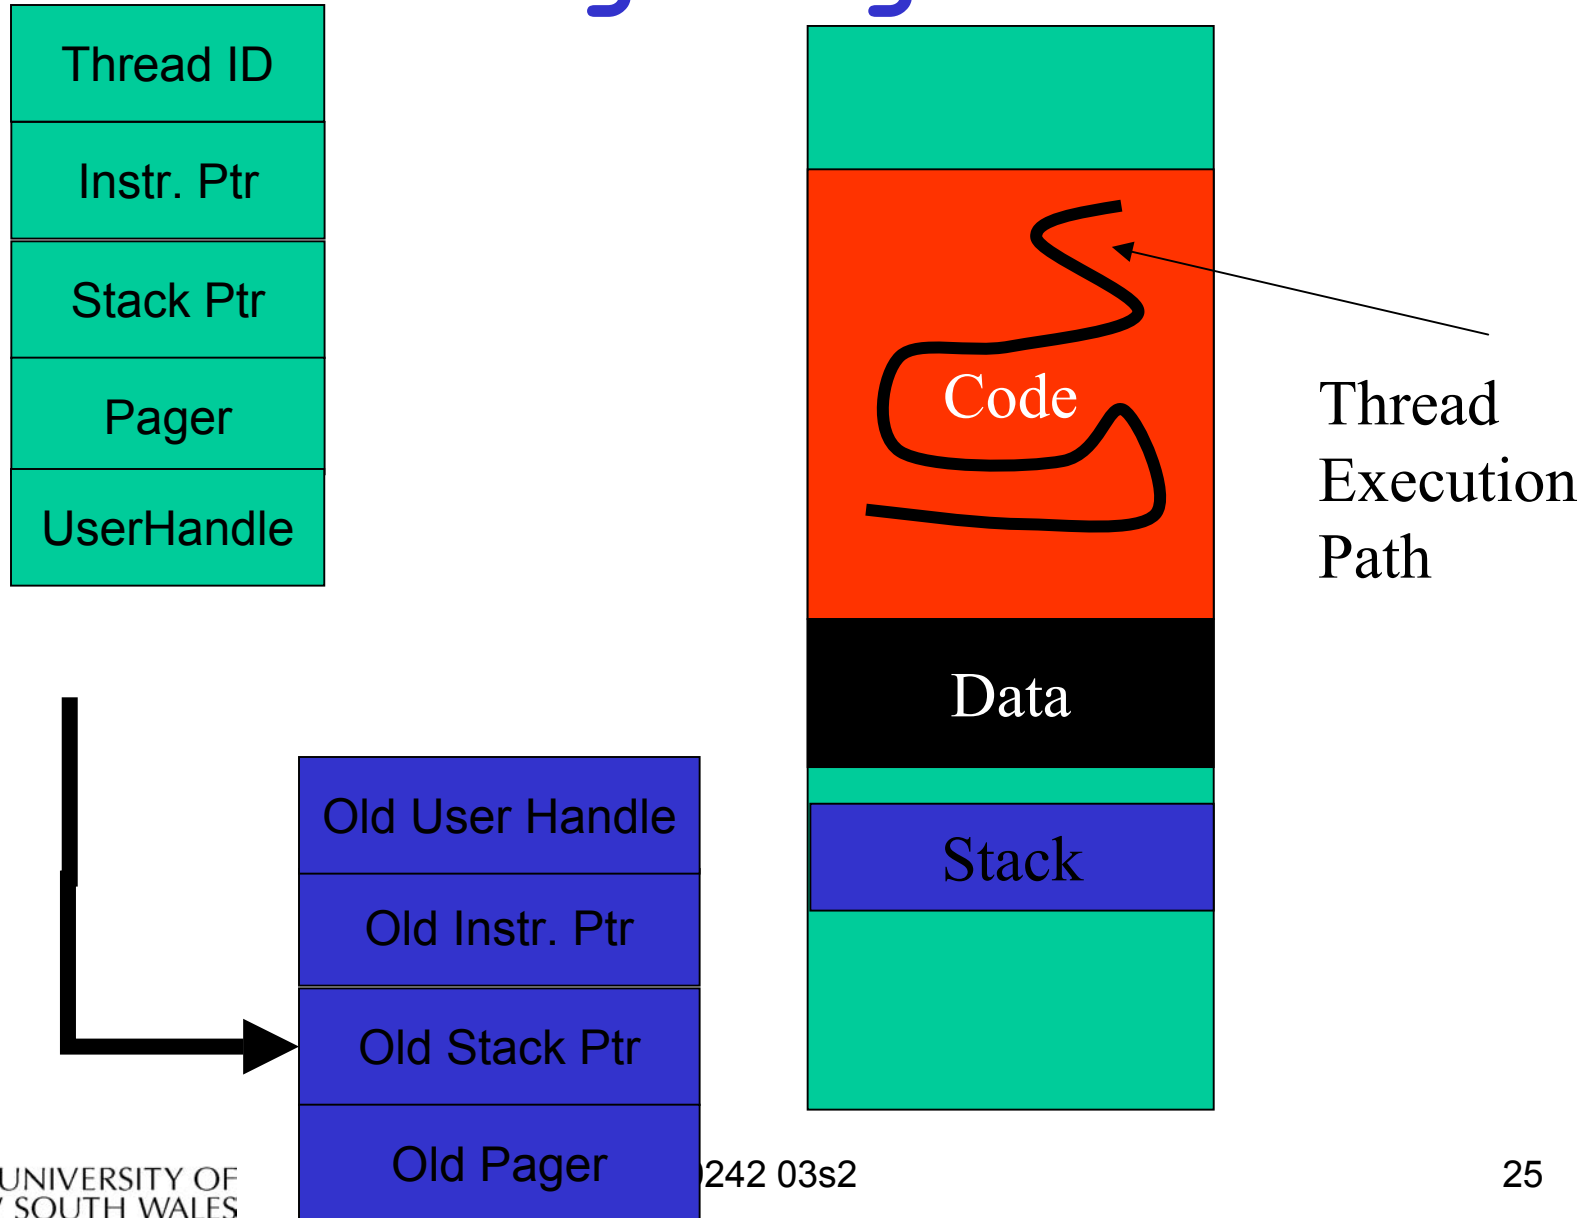 Thread ID
Instr. Ptr
Stack Ptr
Pager
UserHandle
Code
Thread
Execution
Path
Data
Stack
Old User Handle
Old Instr. Ptr
Old Stack Ptr
Old Pager
UNIVERSITY OF
SOUTH WALES
242 03s2
25